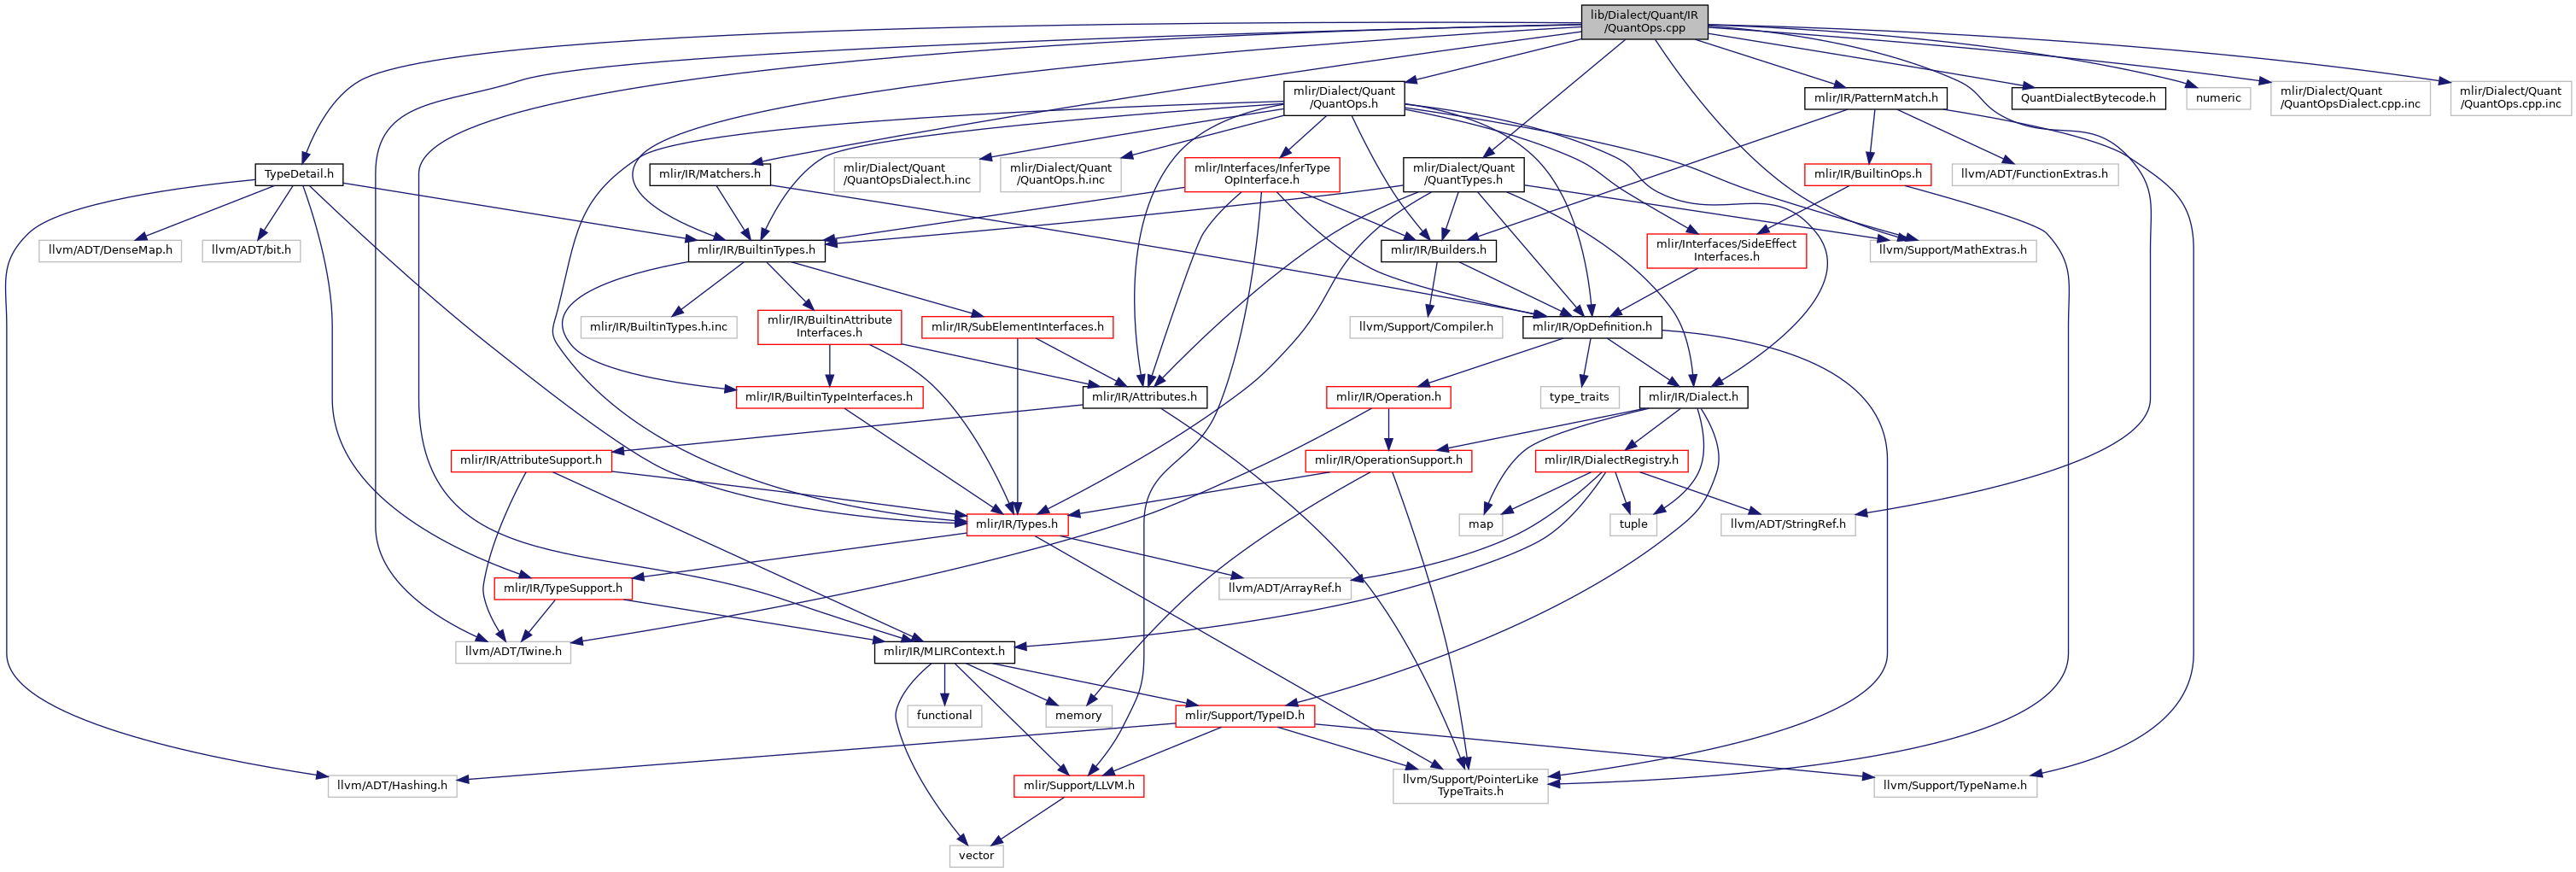 lib/Dialect/Quant/IR
/QuantOps.cpp
mlir/Dialect/Quant
/QuantOps.h
mlir/IR/PatternMatch.h
QuantDialectBytecode.h
numeric
mlir/Dialect/Quant
/QuantOpsDialect.cpp.inc
mlir/Dialect/Quant
/QuantOps.cpp.inc
TypeDetail.h
mlir/IR/Matchers.h
mlir/Dialect/Quant
/QuantOpsDialect.h.inc
mlir/Dialect/Quant
/QuantOps.h.inc
mlir/Interfaces/InferType
OpInterface.h
mlir/Dialect/Quant
/QuantTypes.h
mlir/IR/BuiltinOps.h
llvm/ADT/FunctionExtras.h
llvm/ADT/DenseMap.h
llvm/ADT/bit.h
mlir/IR/BuiltinTypes.h
mlir/IR/Builders.h
mlir/Interfaces/SideEffect
Interfaces.h
llvm/Support/MathExtras.h
mlir/IR/BuiltinTypes.h.inc
mlir/IR/BuiltinAttribute
Interfaces.h
mlir/IR/SubElementInterfaces.h
llvm/Support/Compiler.h
mlir/IR/OpDefinition.h
mlir/IR/BuiltinTypeInterfaces.h
mlir/IR/Attributes.h
mlir/IR/Operation.h
type_traits
mlir/IR/Dialect.h
mlir/IR/AttributeSupport.h
mlir/IR/OperationSupport.h
mlir/IR/DialectRegistry.h
mlir/IR/Types.h
map
tuple
llvm/ADT/StringRef.h
mlir/IR/TypeSupport.h
llvm/ADT/ArrayRef.h
llvm/ADT/Twine.h
mlir/IR/MLIRContext.h
functional
memory
mlir/Support/TypeID.h
llvm/ADT/Hashing.h
mlir/Support/LLVM.h
llvm/Support/PointerLike
TypeTraits.h
llvm/Support/TypeName.h
vector